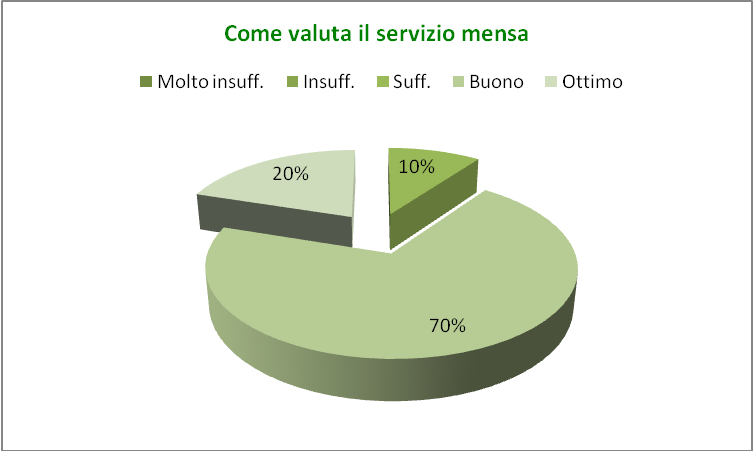 Come valuta il servizio mensa
Molto insuff. Insuff. Suff. Buono Ottimo
20%
10%
70%